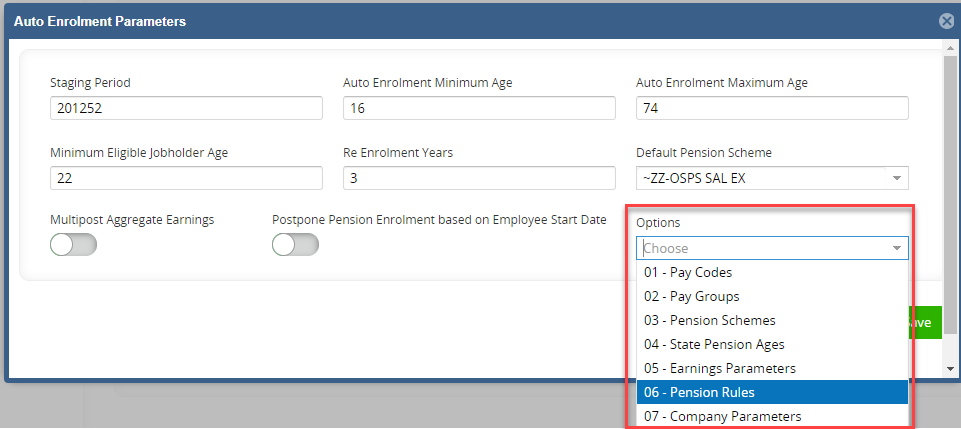 Auto Enrolment Parameters
Staging Period
Auto Enrolment Minimum Age
Auto Enrolment Maximum Age
201252
16
74
Minimum Eligible Jobholder Age
Re Enrolment Years
Default Pension Scheme
22
3
~ZZ-OSPS SAL EX
Multipost Aggregate Earnings
Postpone Pension Enrolment based on Employee Start Date
Options
Choose
01 - Pay Codes
02 - Pay Groups
03 - Pension Schemes
Save
04 - State Pension Ages
05 - Earnings Parameters
06 - Pension Rules
07 - Company Parameters